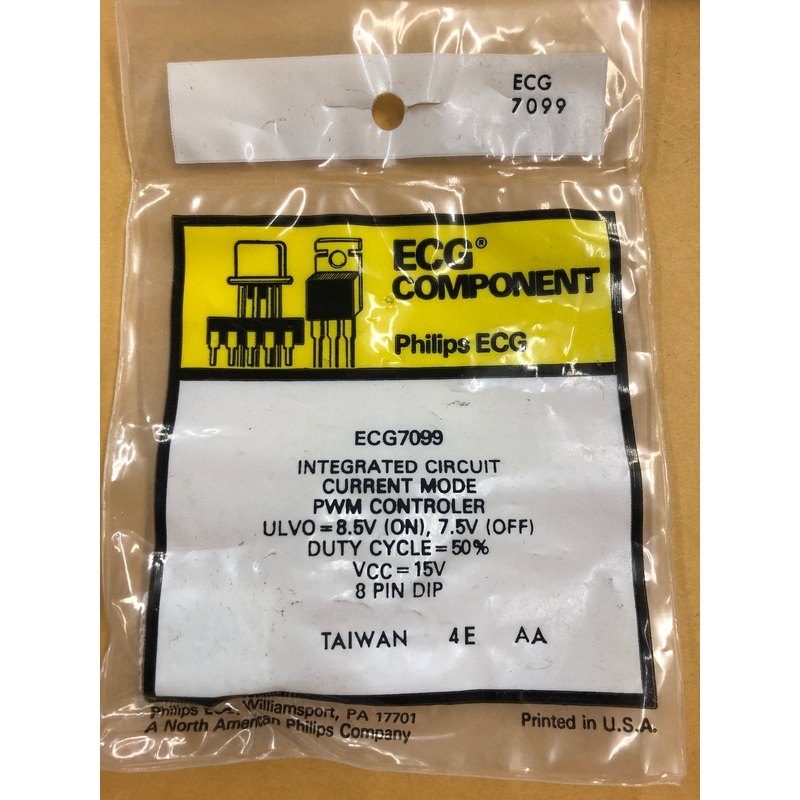 ECG
7099
ECG®
COMPONENT
Philips ECG
ECG7099
INTEGRATED CIRCUIT
CURRENT MODE
PWM CONTROLER
ULVO = 8.5V (ON), 7.5V (OFF)
DUTY CYCLE = 50%
VCC = 15V
8 PIN DIP
TAIWAN 4E AA
Philips Williamsport, PA 17701
A North American Philips Company
Printed in U.S.A.